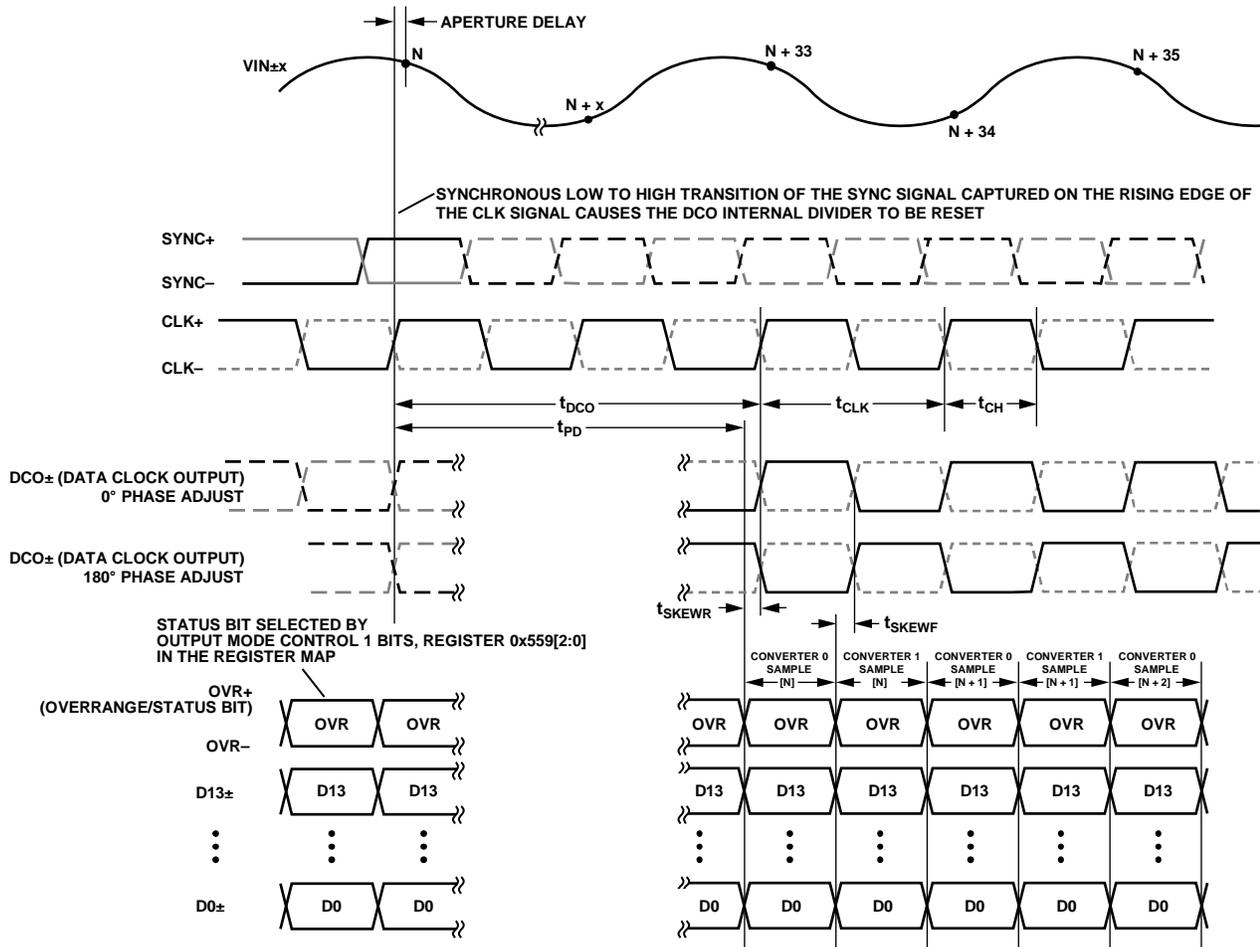 APERTURE DELAY
VIN±x
N
N + x
N + 33
N + 34
N + 35
SYNCHRONOUS LOW TO HIGH TRANSITION OF THE SYNC SIGNAL CAPTURED ON THE RISING EDGE OF
THE CLK SIGNAL CAUSES THE DCO INTERNAL DIVIDER TO BE RESET
SYNC+
SYNC–
CLK+
CLK–
tDCO
tCLK
tCH
tPD
DCO± (DATA CLOCK OUTPUT)
0° PHASE ADJUST
DCO± (DATA CLOCK OUTPUT)
180° PHASE ADJUST
tSKEWR
tSKEWF
STATUS BIT SELECTED BY
OUTPUT MODE CONTROL 1 BITS, REGISTER 0x559[2:0]
IN THE REGISTER MAP
CONVERTER 0
SAMPLE
[N]
CONVERTER 1
SAMPLE
[N]
CONVERTER 0
SAMPLE
[N + 1]
CONVERTER 1
SAMPLE
[N + 1]
CONVERTER 0
SAMPLE
[N + 2]
OVR+
(OVERRANGE/STATUS BIT)
OVR–
OVR OVR OVR OVR OVR OVR OVR OVR
D13± D13 D13 D13 D13 D13 D13 D13 D13
D0± D0 D0 D0 D0 D0 D0 D0 D0